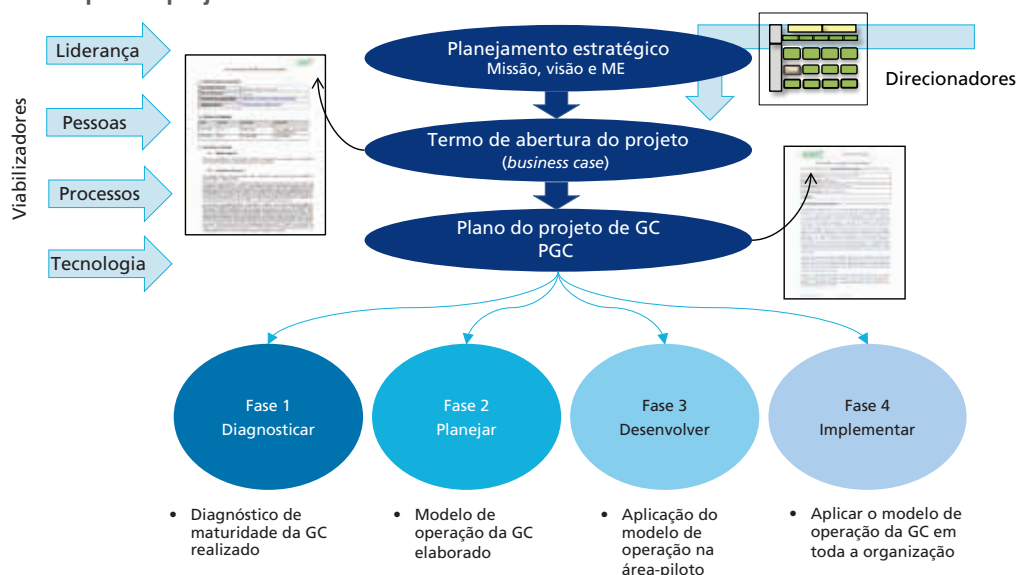 Liderança
Pessoas
Processos
Tecnologia
Viabilizadores
Planejamento estratégico
Missão, visão e ME
Direcionadores
Termo de abertura do projeto
(business case)
Plano do projeto de GC
PGC
Fase 1
Diagnosticar
Fase 2
Planejar
Fase 3
Desenvolver
Fase 4
Implementar
• Diagnóstico de
maturidade da GC
realizado
• Modelo de
operação da GC
elaborado
• Aplicação do
modelo de
operação na
área-piloto
• Aplicar o modelo de
operação da GC em
toda a organização